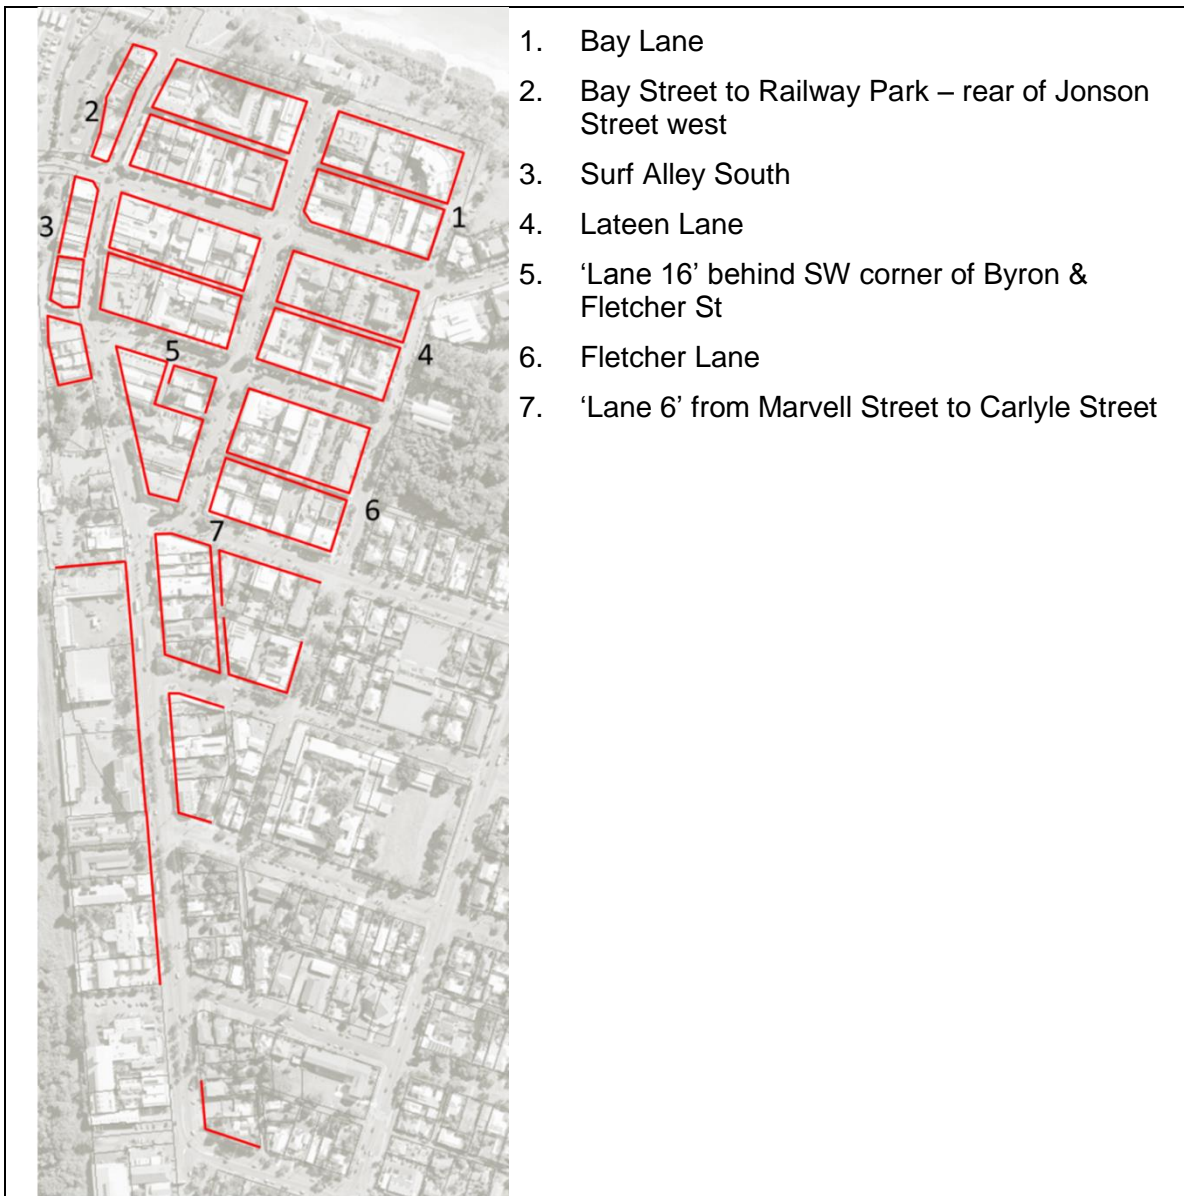 1. Bay Lane
2. Bay Street to Railway Park – rear of Jonson
Street west
3. Surf Alley South
4. Lateen Lane
5. ‘Lane 16’ behind SW corner of Byron &
Fletcher St
6. Fletcher Lane
7. ‘Lane 6’ from Marvell Street to Carlyle Street
2
1
3
5
4
6
7